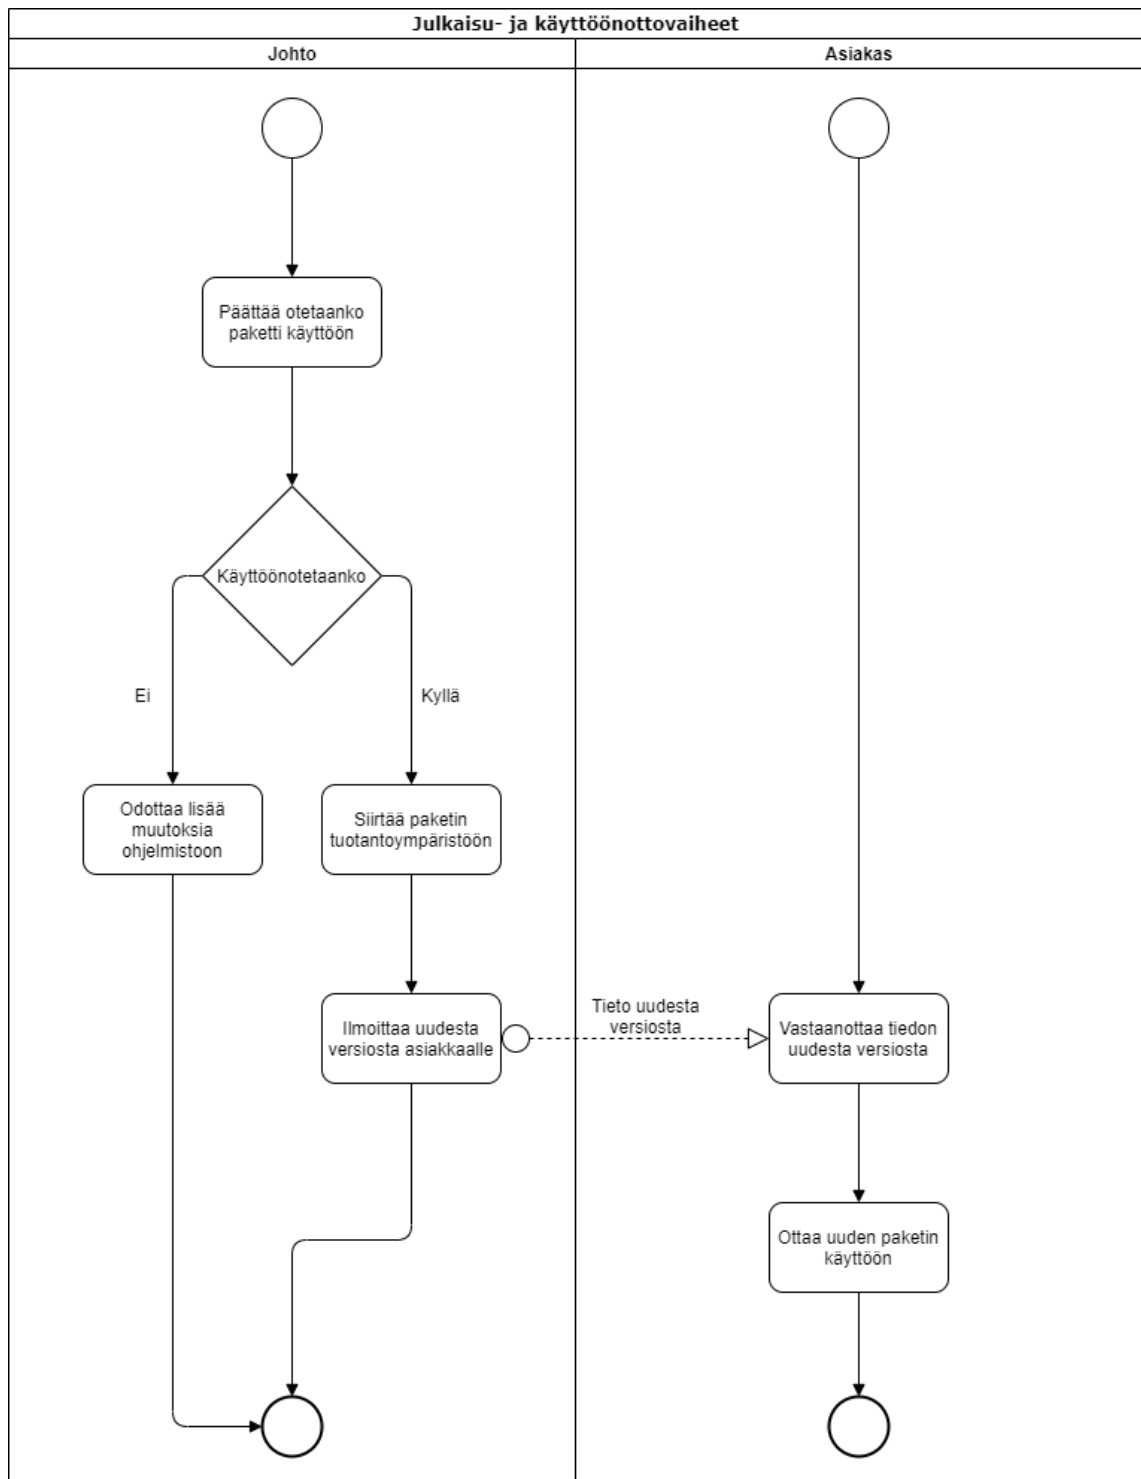 Julkaisu- ja käyttöönottovaiheet
Johto
Asiakas
Päättää otetaanko
paketti käyttöön
Käyttöönotetaanko
Ei
Kyllä
Odottaa lisää
muutoksia
ohjelmistoon
Siirtää paketin
tuotantoympäristöön
Ilmoittaa uudesta
versiosta asiakkaalle
Tieto uudesta
versiosta
Vastaanottaa tiedon
uudesta versiosta
Ottaa uuden paketin
käyttöön